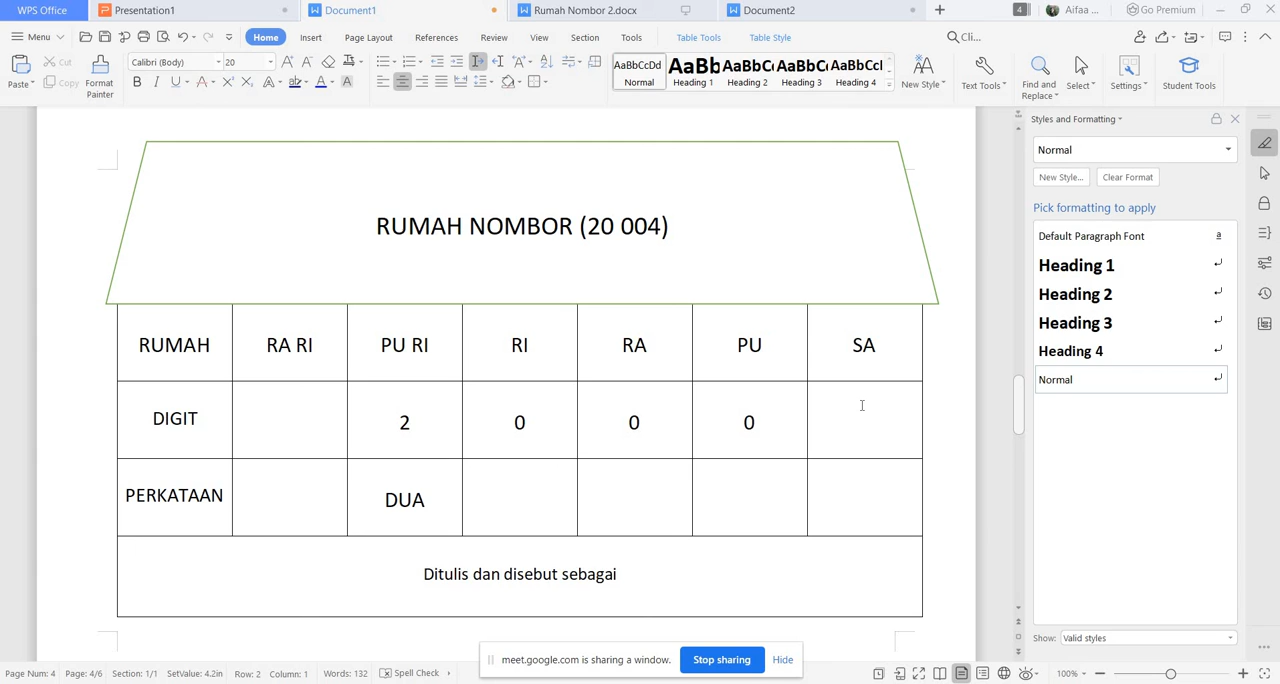 WPS Office
Presentation1
Document1
Rumah Nombor 2.docx
Document2
4
Aifaa ...
Go Premium
Menu
Home
Insert
Page Layout
References
Review
View
Section
Tools
Table Tools
Table Style
Cli...
Paste
Cut
Copy
Format
Painter
Calibri (Body)
20
B I U
AaBbCcDd
Normal
AaBb
Heading 1
AaBbC
Heading 2
AaBbCc
Heading 3
AaBbCcI
Heading 4
New Style
Text Tools
Find and
Replace
Select
Settings
Student Tools
RUMAH NOMBOR (20 004)
RUMAH RA RI PU RI RI RA PU SA
DIGIT 2 0 0 0
PERKATAAN DUA
Ditulis dan disebut sebagai
Styles and Formatting
Normal
New Style...
Clear Format
Pick formatting to apply
Default Paragraph Font a
Heading 1
Heading 2
Heading 3
Heading 4
Normal
Show: Valid styles
meet.google.com is sharing a window.
Stop sharing
Hide
Page Num: 4 Page: 4/6 Section: 1/1 SetValue: 4.2in Row: 2 Column: 1 Words: 132 Spell Check
100%